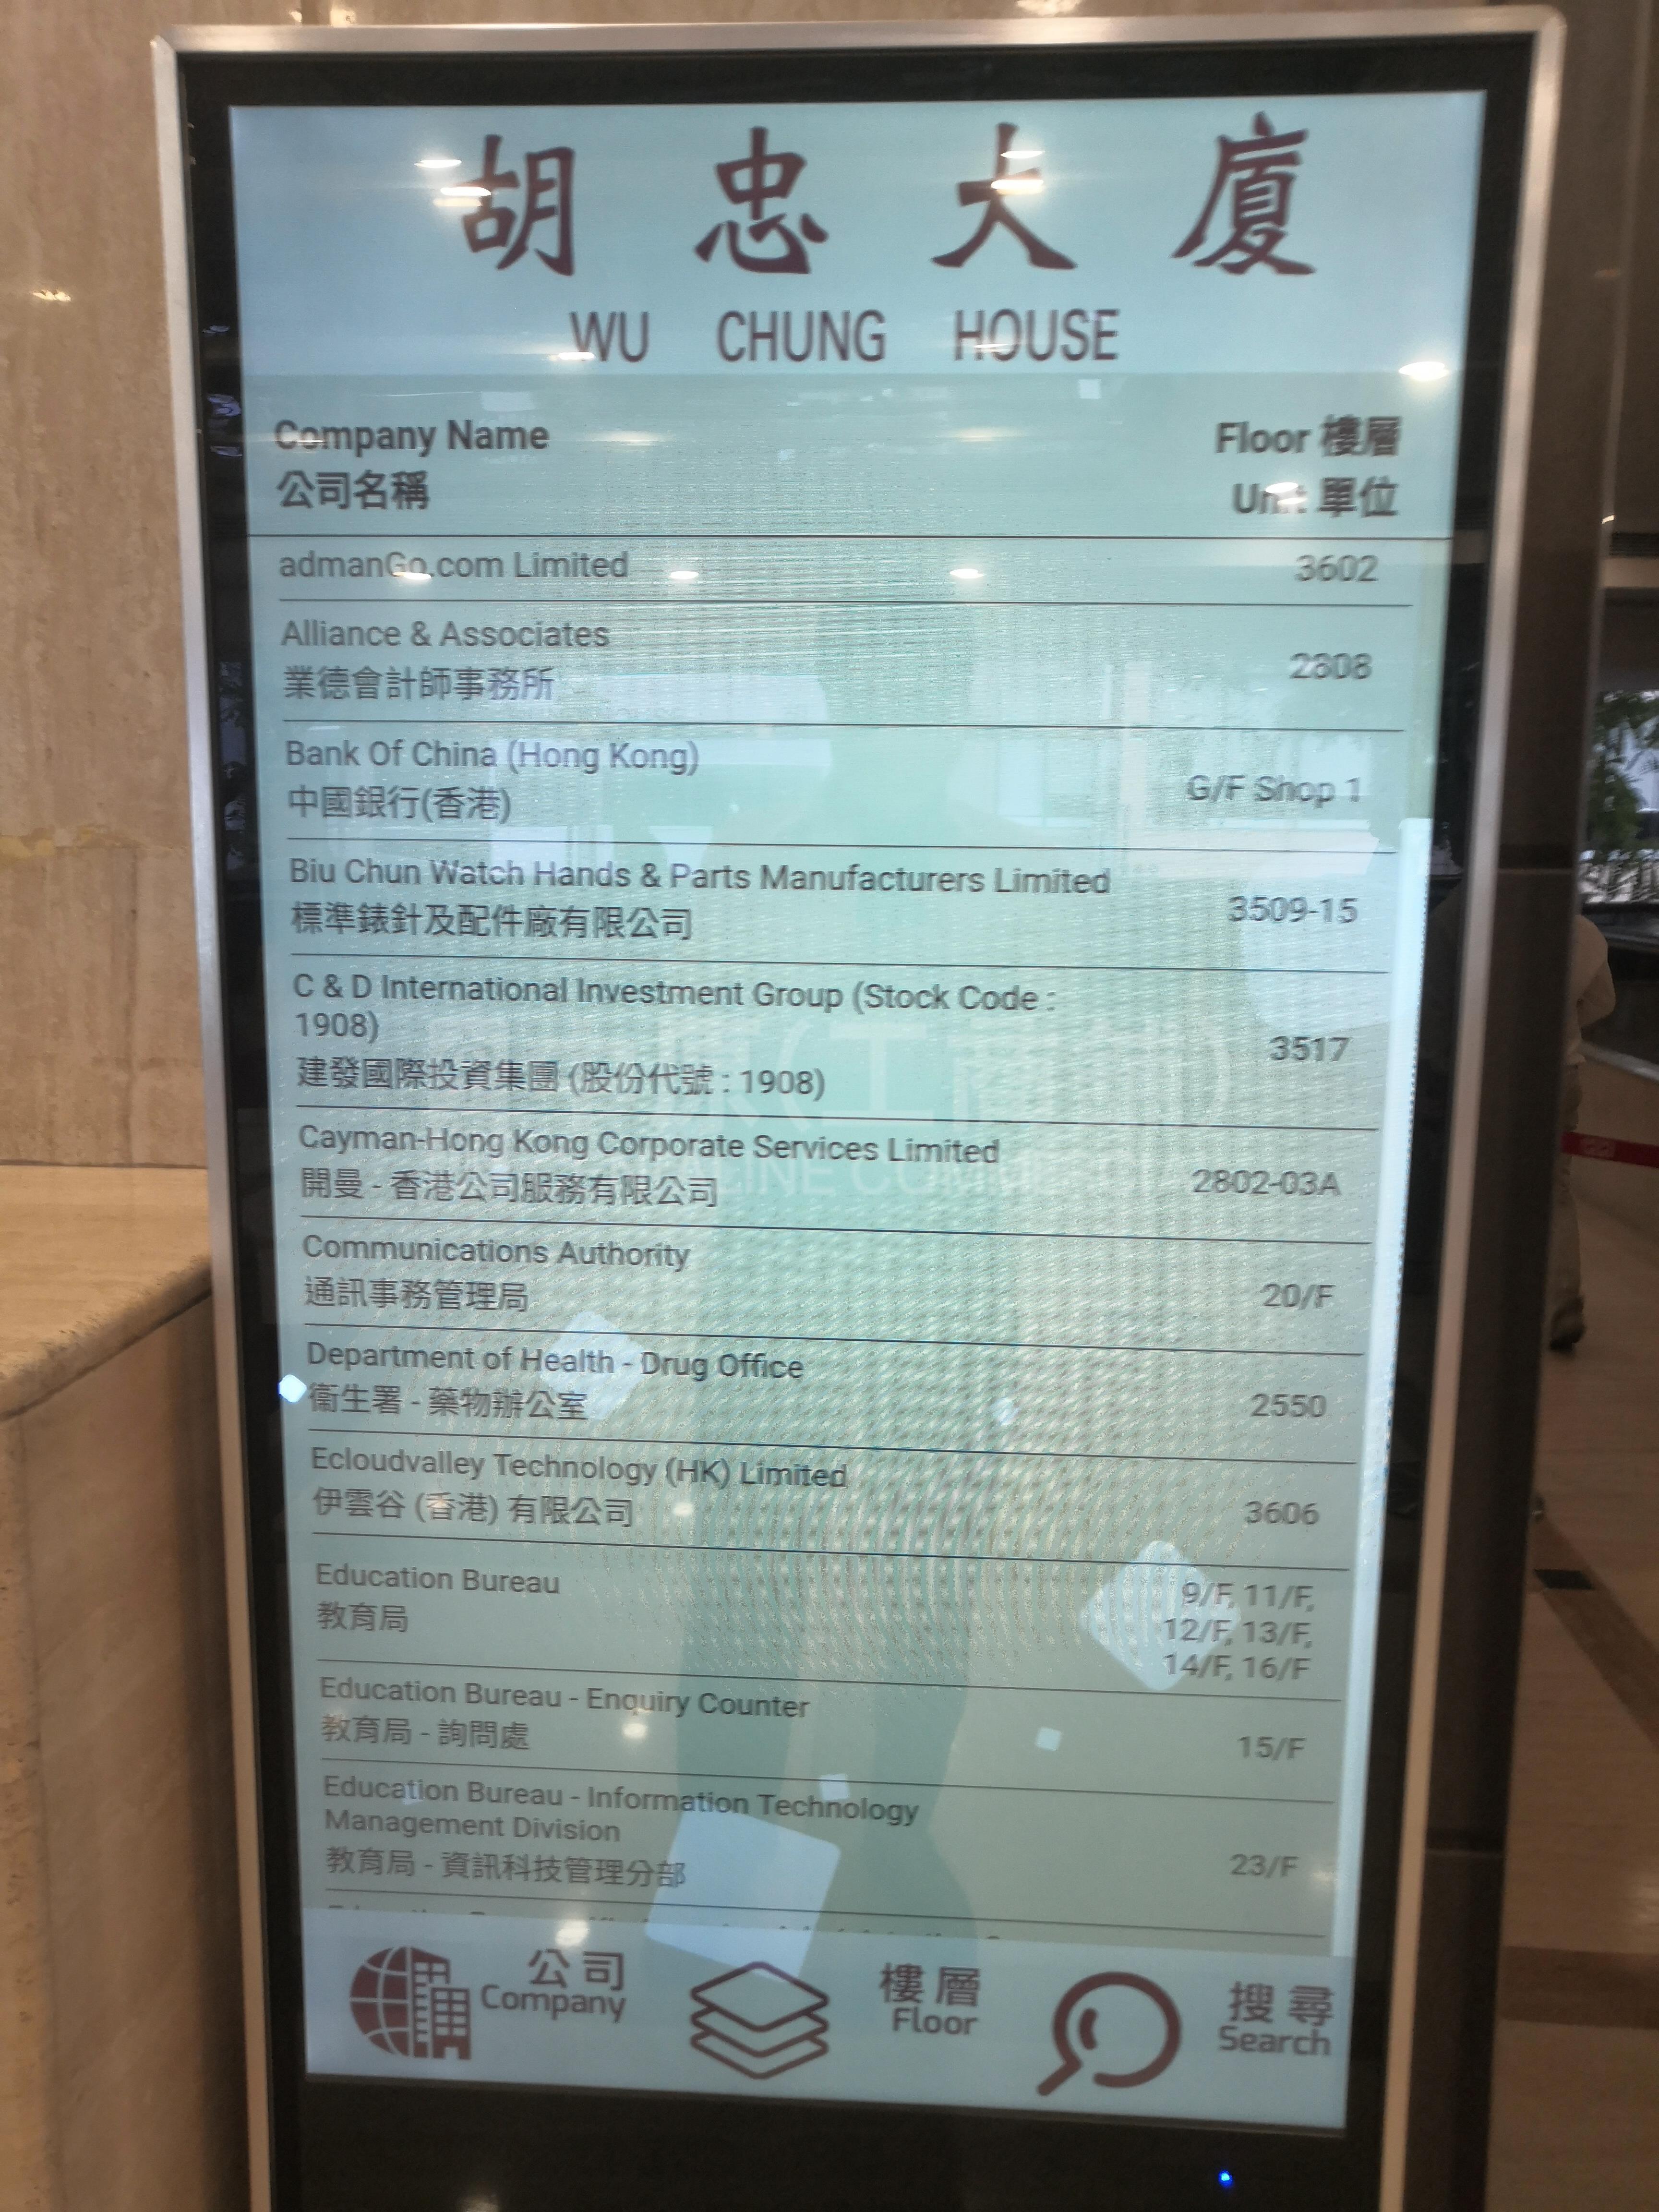 胡忠大廈
WU CHUNG HOUSE
Company Name
公司名稱
Floor 樓層
Unit 單位
admanGo.com Limited
3602
Alliance & Associates
業德會計師事務所
2808
Bank Of China (Hong Kong)
中國銀行(香港)
G/F Shop 1
Biu Chun Watch Hands & Parts Manufacturers Limited
標準錶針及配件廠有限公司
3509-15
C & D International Investment Group (Stock Code :
1908)
建發國際投資集團 (股份代號 : 1908)
3517
Cayman-Hong Kong Corporate Services Limited
開曼 - 香港公司服務有限公司
2802-03A
Communications Authority
通訊事務管理局
20/F
Department of Health - Drug Office
衞生署 - 藥物辦公室
2550
Ecloudvalley Technology (HK) Limited
伊雲谷 (香港) 有限公司
3606
Education Bureau
教育局
9/F, 11/F,
12/F, 13/F,
14/F, 16/F
Education Bureau - Enquiry Counter
教育局 - 詢問處
15/F
Education Bureau - Information Technology
Management Division
教育局 - 資訊科技管理分部
23/F
中原(工商舖)
COMMERCIAL
公司
Company
樓層
Floor
搜尋
Search